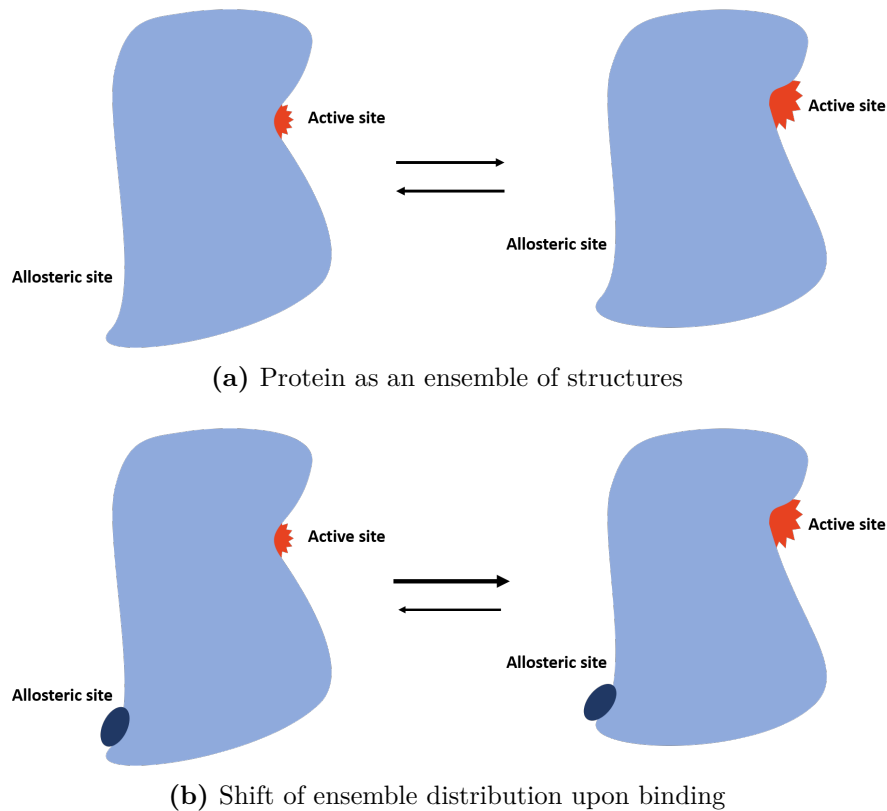 Active site
Active site
Allosteric site
Allosteric site
(a) Protein as an ensemble of structures
Active site
Active site
Allosteric site
Allosteric site
(b) Shift of ensemble distribution upon binding